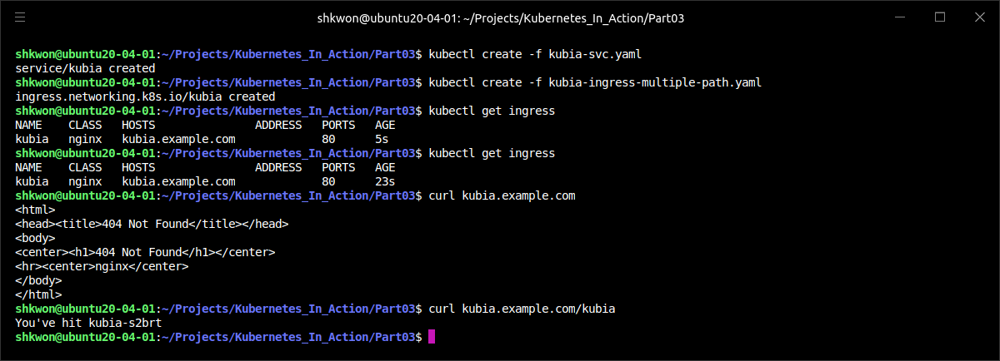 shkwon@ubuntu20-04-01: ~/Projects/Kubernetes_In_Action/Part03
shkwon@ubuntu20-04-01:~/Projects/Kubernetes_In_Action/Part03$ kubectl create -f kubia-svc.yaml
service/kubia created
shkwon@ubuntu20-04-01:~/Projects/Kubernetes_In_Action/Part03$ kubectl create -f kubia-ingress-multiple-path.yaml
ingress.networking.k8s.io/kubia created
shkwon@ubuntu20-04-01:~/Projects/Kubernetes_In_Action/Part03$ kubectl get ingress
NAME    CLASS   HOSTS               ADDRESS   PORTS   AGE
kubia   nginx   kubia.example.com             80      5s
shkwon@ubuntu20-04-01:~/Projects/Kubernetes_In_Action/Part03$ kubectl get ingress
NAME    CLASS   HOSTS               ADDRESS   PORTS   AGE
kubia   nginx   kubia.example.com             80      23s
shkwon@ubuntu20-04-01:~/Projects/Kubernetes_In_Action/Part03$ curl kubia.example.com
<html>
<head><title>404 Not Found</title></head>
<body>
<center><h1>404 Not Found</h1></center>
<hr><center>nginx</center>
</body>
</html>
shkwon@ubuntu20-04-01:~/Projects/Kubernetes_In_Action/Part03$ curl kubia.example.com/kubia
You've hit kubia-s2brt
shkwon@ubuntu20-04-01:~/Projects/Kubernetes_In_Action/Part03$